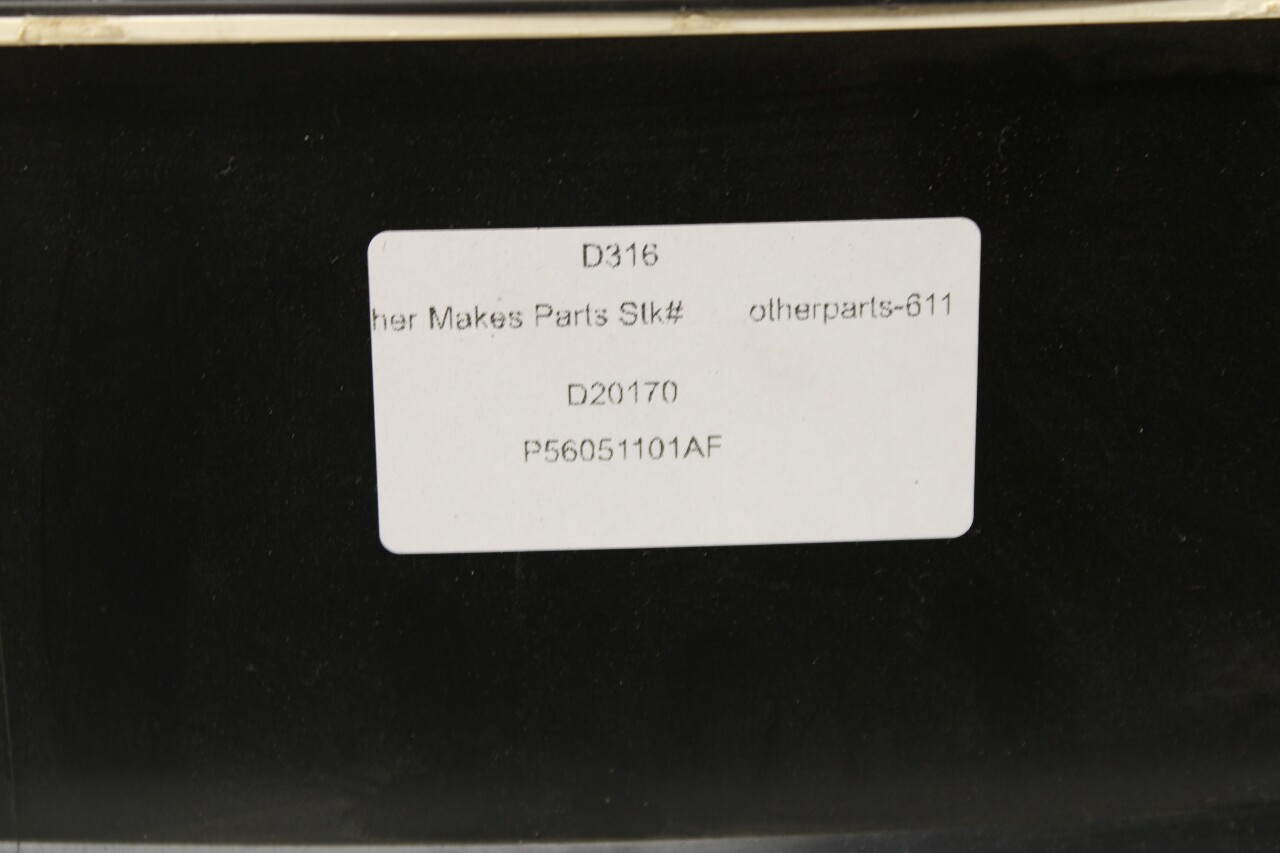 D316
her Makes Parts Stk# otherparts-611
D20170
P56051101AF